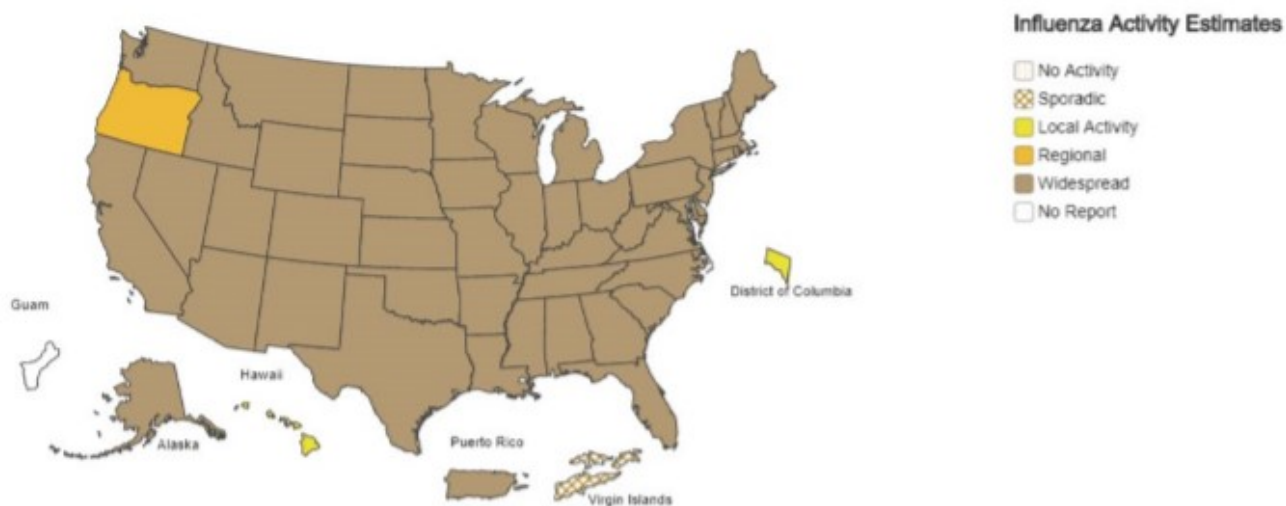 Influenza Activity Estimates
No Activity
Sporadic
Local Activity
Regional
Widespread
No Report
District of Columbia
Guam
Hawaii
Alaska
Puerto Rico
Virgin Islands